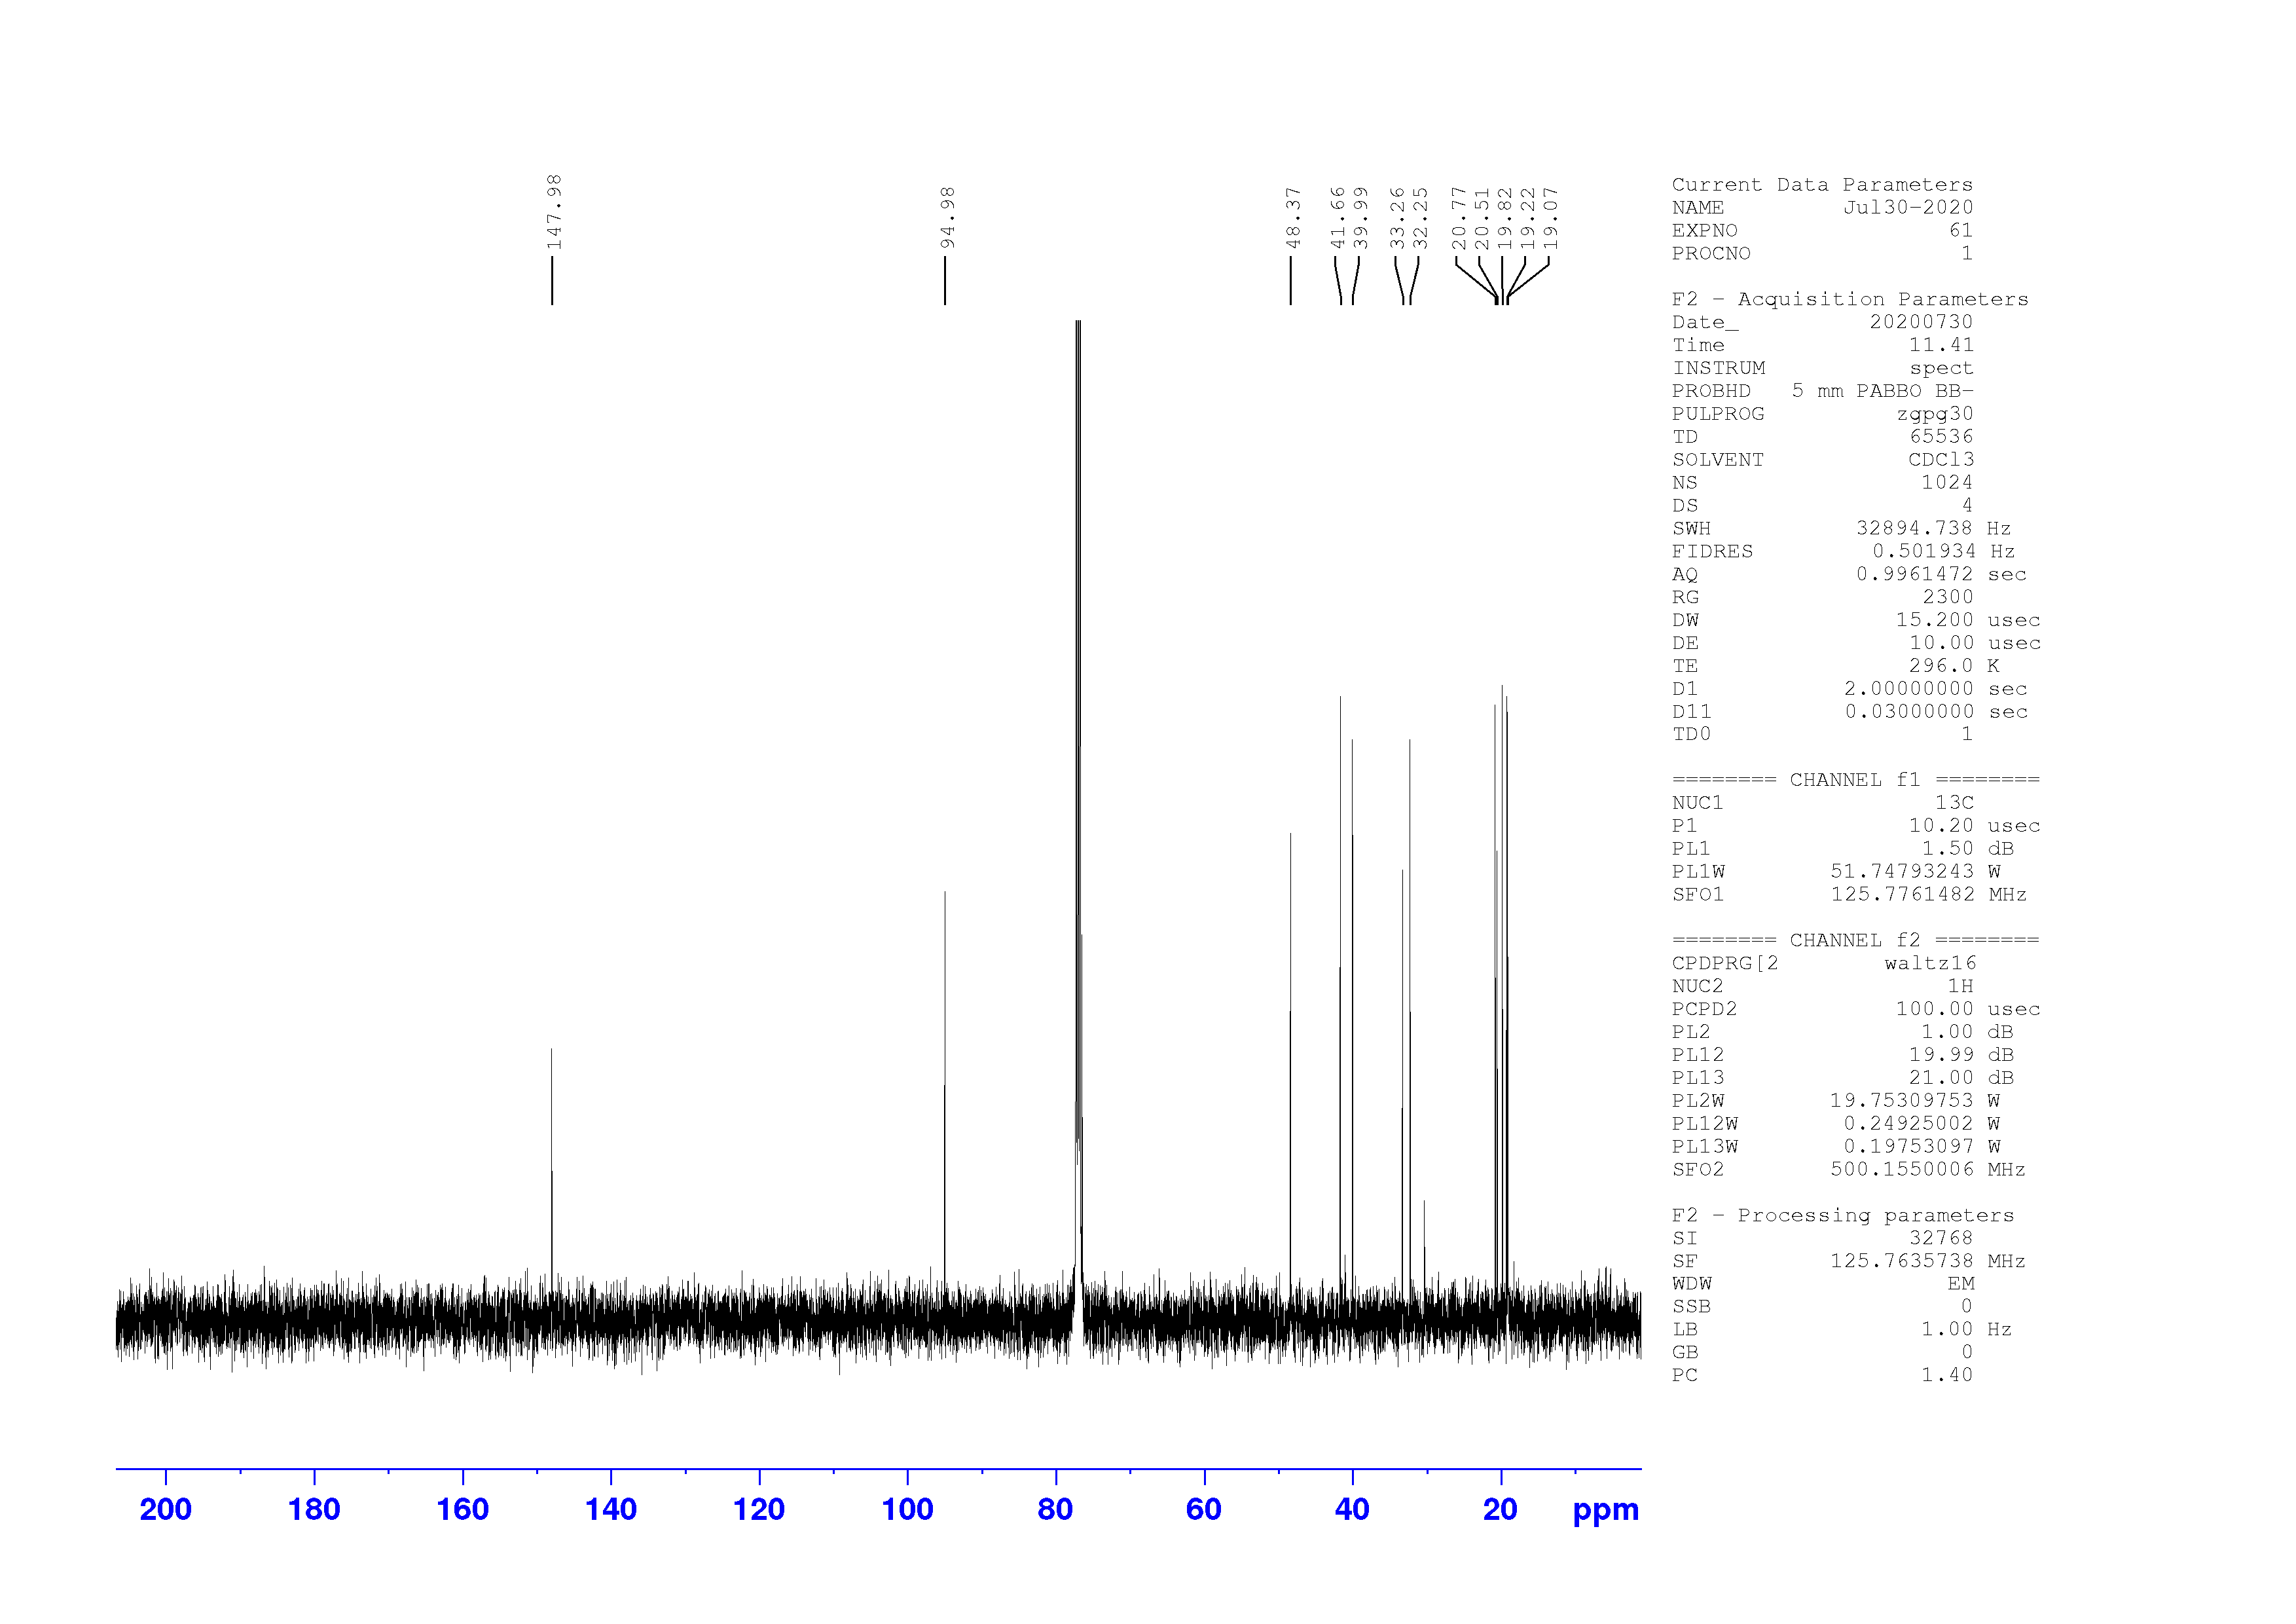 147.98
94.98
48.37
41.66
39.99
33.26
32.25
20.77
20.51
19.82
19.22
19.07
Current Data Parameters
NAME Jul30-2020
EXPNO 61
PROCNO 1
F2 - Acquisition Parameters
Date_ 20200730
Time 11.41
INSTRUM spect
PROBHD 5 mm PABBO BB-
PULPROG zgpg30
TD 65536
SOLVENT CDCl3
NS 1024
DS 4
SWH 32894.738 Hz
FIDRES 0.501934 Hz
AQ 0.9961472 sec
RG 2300
DW 15.200 usec
DE 10.00 usec
TE 296.0 K
D1 2.00000000 sec
D11 0.03000000 sec
TD0 1
======== CHANNEL f1 ========
NUC1 13C
P1 10.20 usec
PL1 1.50 dB
PL1W 51.74793243 W
SFO1 125.7761482 MHz
======== CHANNEL f2 ========
CPDPRG[2 waltz16
NUC2 1H
PCPD2 100.00 usec
PL2 1.00 dB
PL12 19.99 dB
PL13 21.00 dB
PL2W 19.75309753 W
PL12W 0.24925002 W
PL13W 0.19753097 W
SFO2 500.1550006 MHz
F2 - Processing parameters
SI 32768
SF 125.7635738 MHz
WDW EM
SSB 0
LB 1.00 Hz
GB 0
PC 1.40
200 180 160 140 120 100 80 60 40 20 ppm